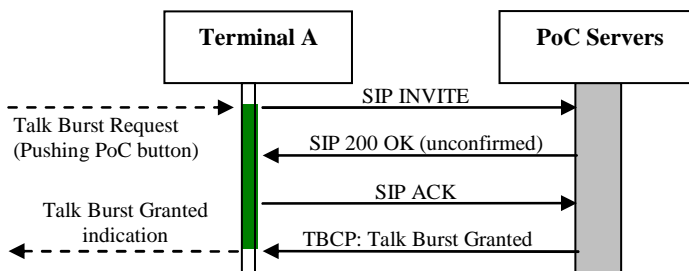 Terminal A
PoC Servers
SIP INVITE
Talk Burst Request
(Pushing PoC button)
SIP 200 OK (unconfirmed)
SIP ACK
Talk Burst Granted
indication
TBCP: Talk Burst Granted